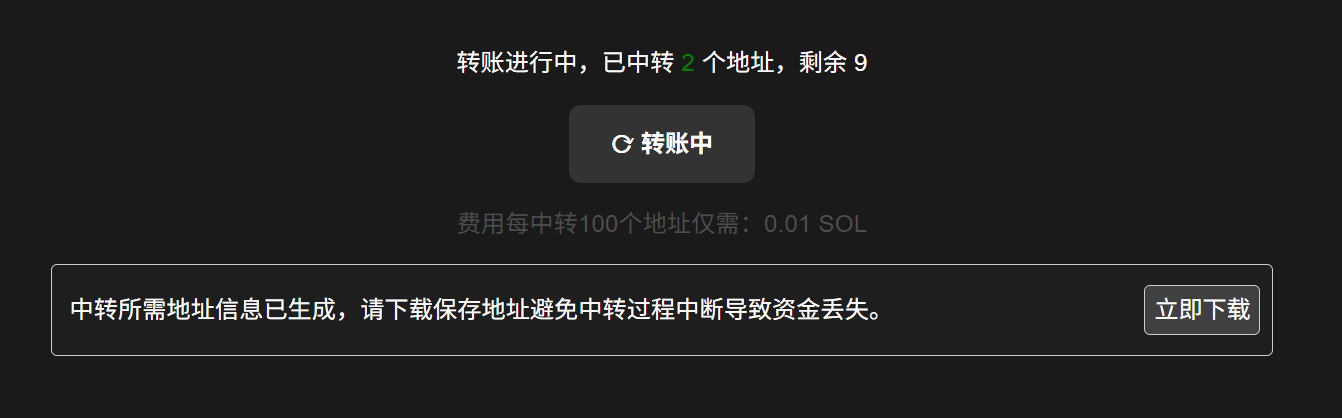 转账进行中，已中转 2 个地址，剩余 9
转账中
费用每中转100个地址仅需：0.01 SOL
中转所需地址信息已生成，请下载保存地址避免中转过程中断导致资金丢失。
立即下载